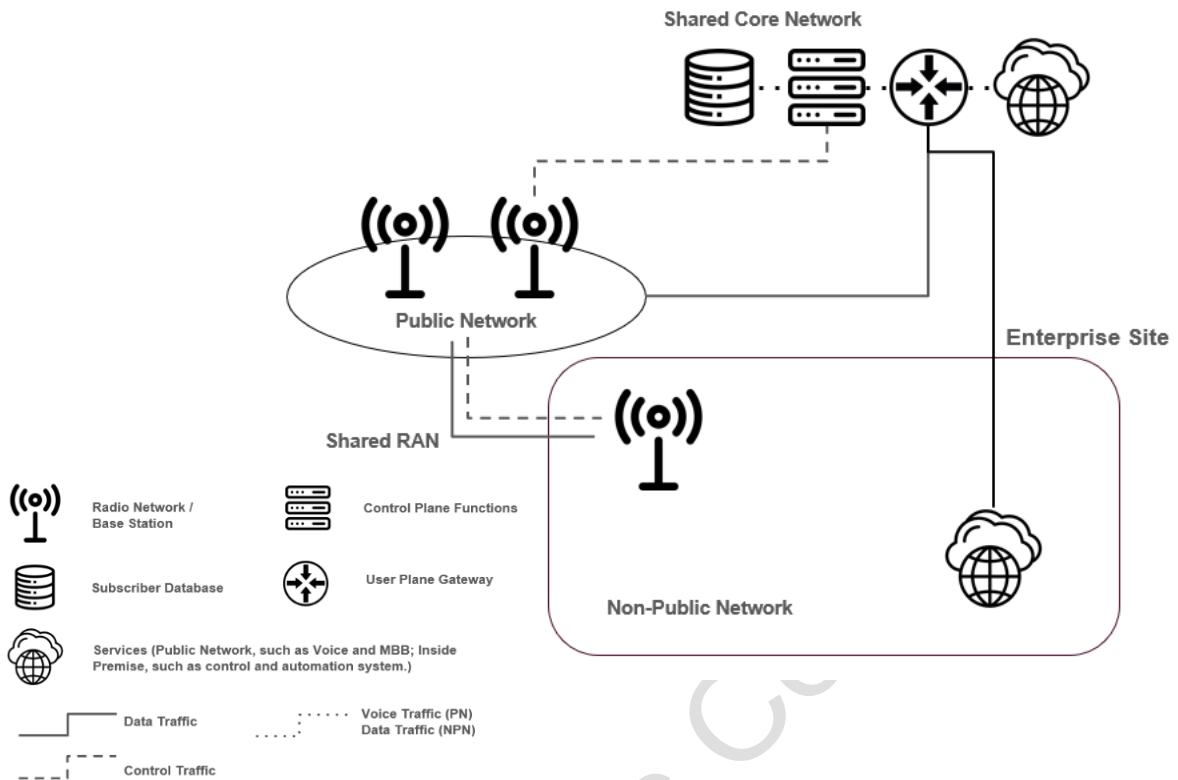 Shared Core Network
Public Network
Enterprise Site
Shared RAN
Non-Public Network
Radio Network /
Base Station
Control Plane Functions
Subscriber Database
User Plane Gateway
Services (Public Network, such as Voice and MBB; Inside
Premise, such as control and automation system.)
Data Traffic
Voice Traffic (PN)
Data Traffic (NPN)
Control Traffic